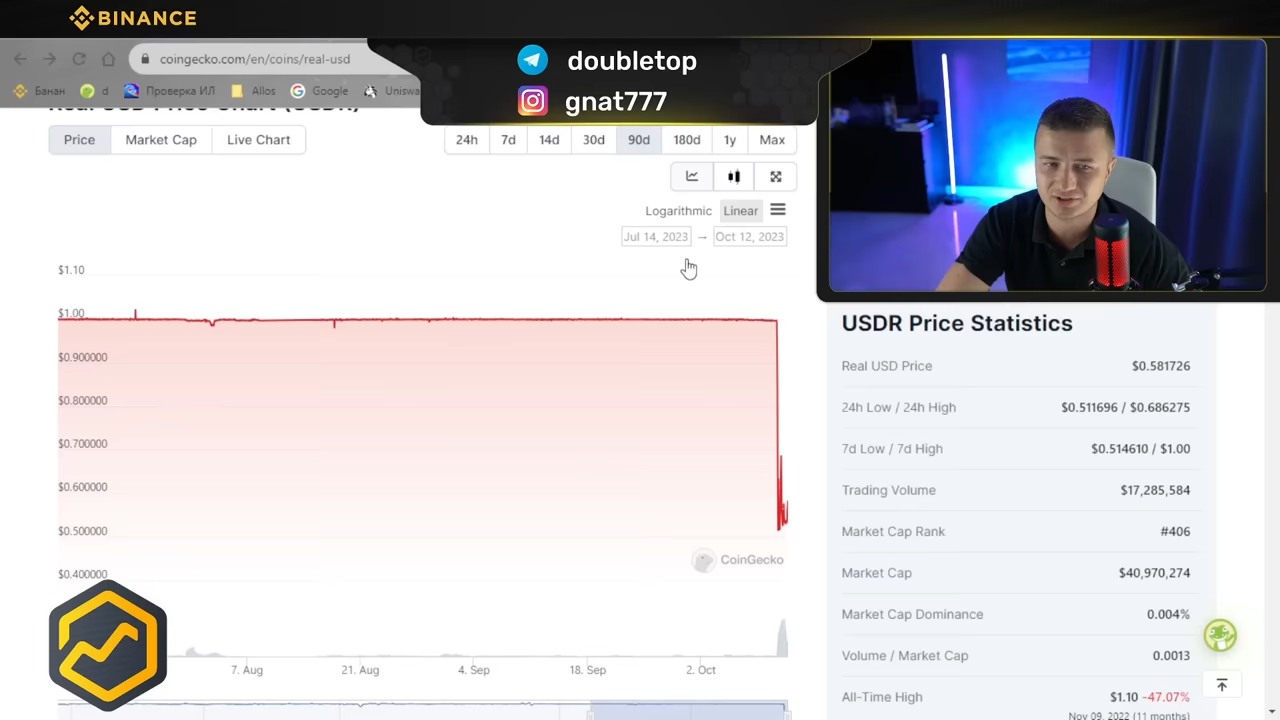 BINANCE
doubletop
gnat777
coingecko.com/en/coins/real-usd
Банан
d
Проверка ИЛ
Allos
Google
Uniswa
Real USD Price Chart (USDR)
Price
Market Cap
Live Chart
24h
7d
14d
30d
90d
180d
1y
Max
Logarithmic
Linear
Jul 14, 2023 → Oct 12, 2023
$1.10
$1.00
$0.900000
$0.800000
$0.700000
$0.600000
$0.500000
$0.400000
CoinGecko
7. Aug
21. Aug
4. Sep
18. Sep
2. Oct
USDR Price Statistics
Real USD Price $0.581726
24h Low / 24h High $0.511696 / $0.686275
7d Low / 7d High $0.514610 / $1.00
Trading Volume $17,285,584
Market Cap Rank #406
Market Cap $40,970,274
Market Cap Dominance 0.004%
Volume / Market Cap 0.0013
All-Time High $1.10 -47.07%
Nov 09, 2022 (11 months)